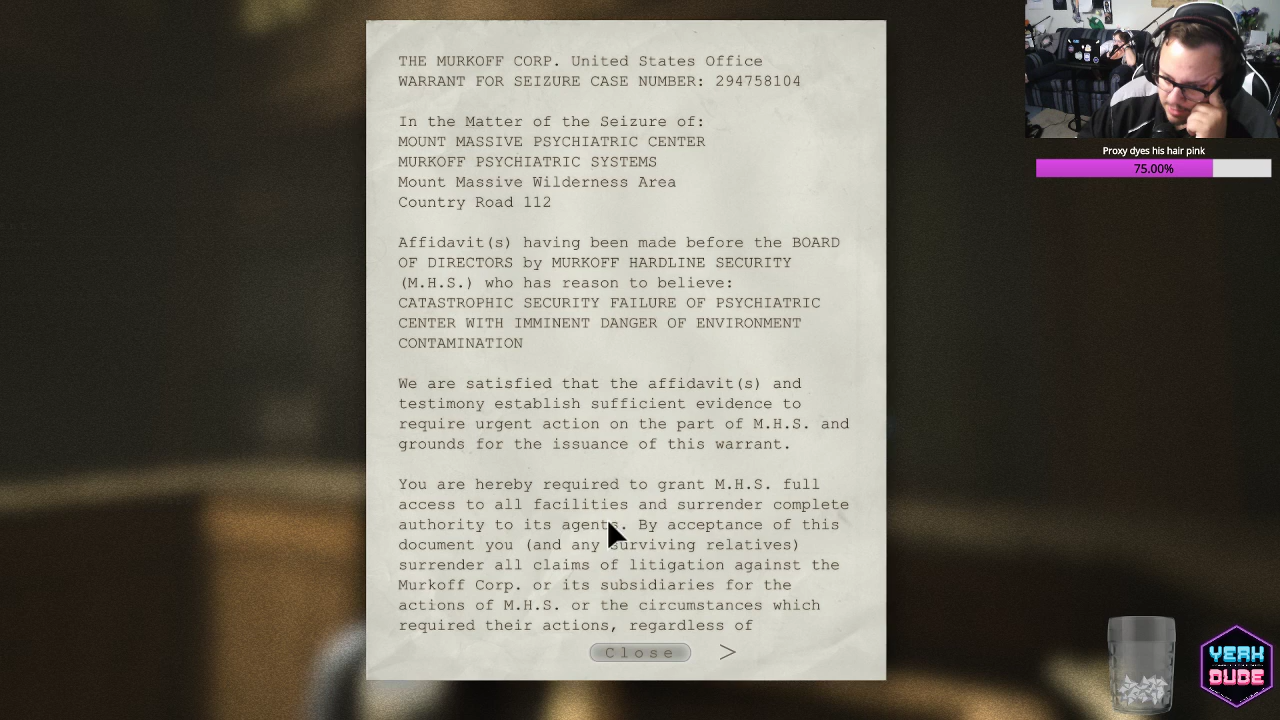 THE MURKOFF CORP. United States Office
WARRANT FOR SEIZURE CASE NUMBER: 294758104
In the Matter of the Seizure of:
MOUNT MASSIVE PSYCHIATRIC CENTER
MURKOFF PSYCHIATRIC SYSTEMS
Mount Massive Wilderness Area
Country Road 112
Affidavit(s) having been made before the BOARD
OF DIRECTORS by MURKOFF HARDLINE SECURITY
(M.H.S.) who has reason to believe:
CATASTROPHIC SECURITY FAILURE OF PSYCHIATRIC
CENTER WITH IMMINENT DANGER OF ENVIRONMENT
CONTAMINATION
We are satisfied that the affidavit(s) and
testimony establish sufficient evidence to
require urgent action on the part of M.H.S. and
grounds for the issuance of this warrant.
You are hereby required to grant M.H.S. full
access to all facilities and surrender complete
authority to its agents. By acceptance of this
document you (and any surviving relatives)
surrender all claims of litigation against the
Murkoff Corp. or its subsidiaries for the
actions of M.H.S. or the circumstances which
required their actions, regardless of
Close >
Proxy dyes his hair pink
75.00%
YEAH
DUDE